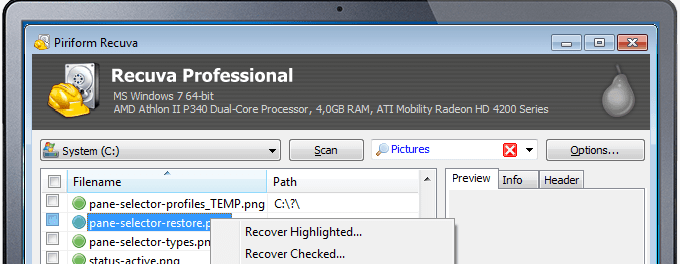 Piriform Recuva
Recuva Professional
MS Windows 7 64-bit
AMD Athlon II P340 Dual-Core Processor, 4,0GB RAM, ATI Mobility Radeon HD 4200 Series
System (C:) Scan Pictures Options...
Filename Path Preview Info Header
pane-selector-profiles_TEMP.png C:\?\
pane-selector-restore.p
Recover Highlighted...
pane-selector-types.pn
Recover Checked...
status-active.png